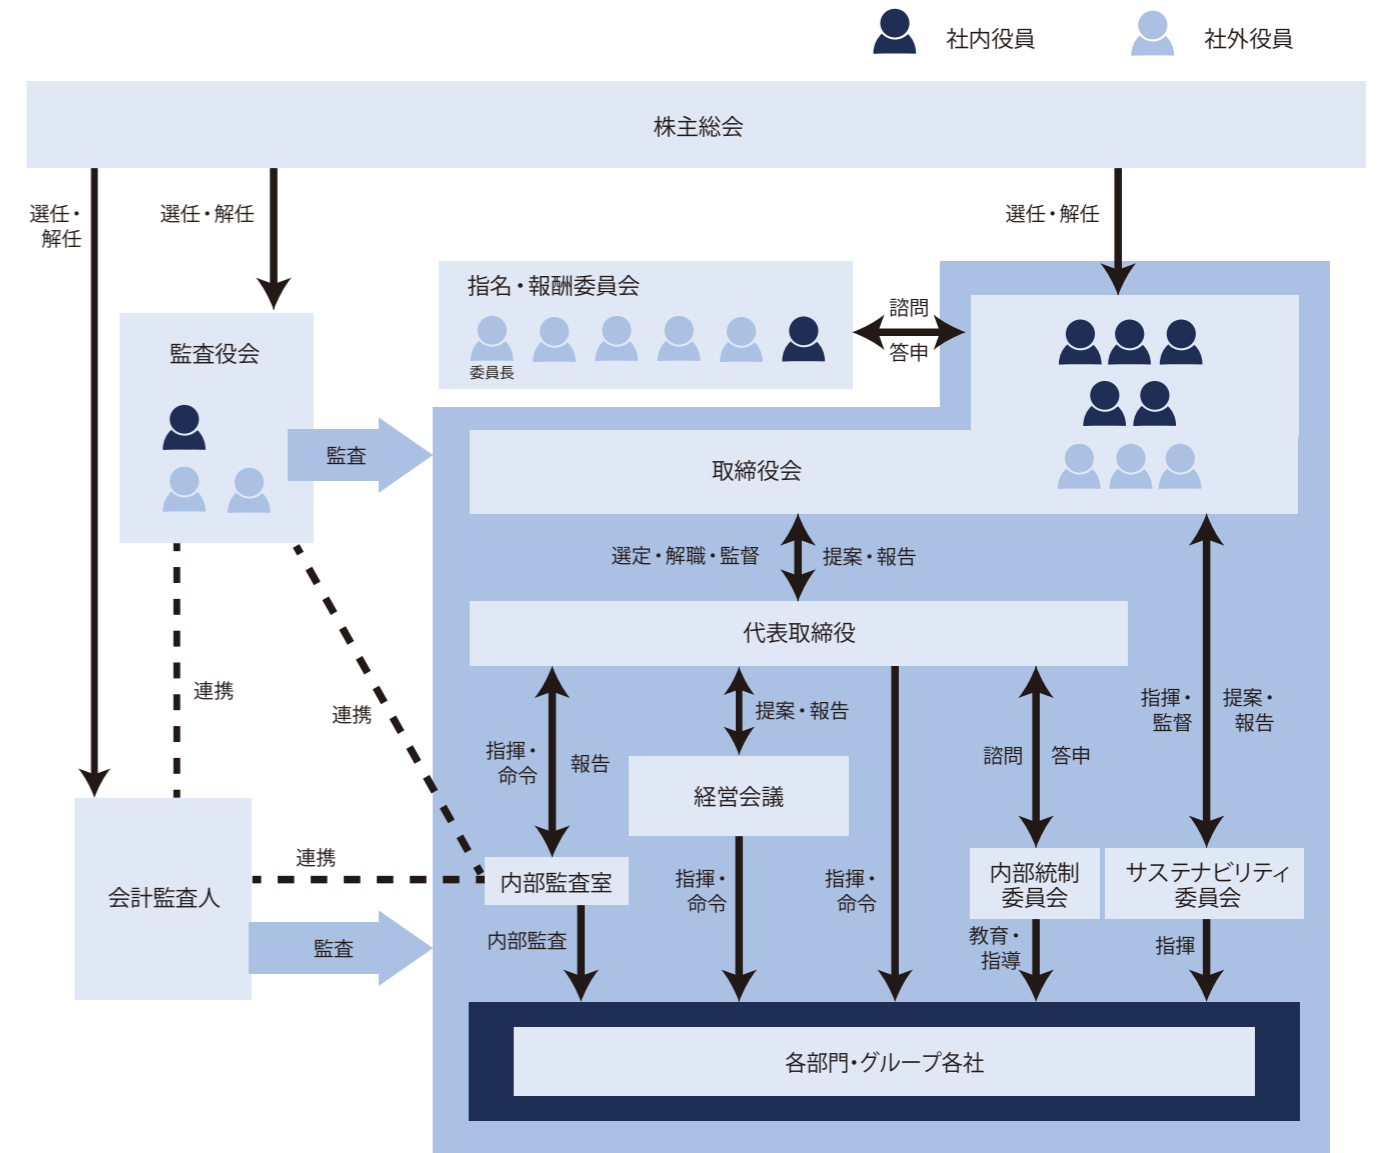 社内役員
社外役員
株主総会
選任・
解任
選任・解任
選任・解任
指名・報酬委員会
委員長
諮問
答申
監査役会
監査
取締役会
選定・解職・監督
提案・報告
代表取締役
連携
連携
指揮・
命令
報告
提案・報告
諮問
答申
指揮・
監督
提案・
報告
経営会議
会計監査人
連携
内部監査室
指揮・
命令
指揮・
命令
内部統制
委員会
サステナビリティ
委員会
監査
内部監査
教育・
指導
指揮
各部門・グループ各社